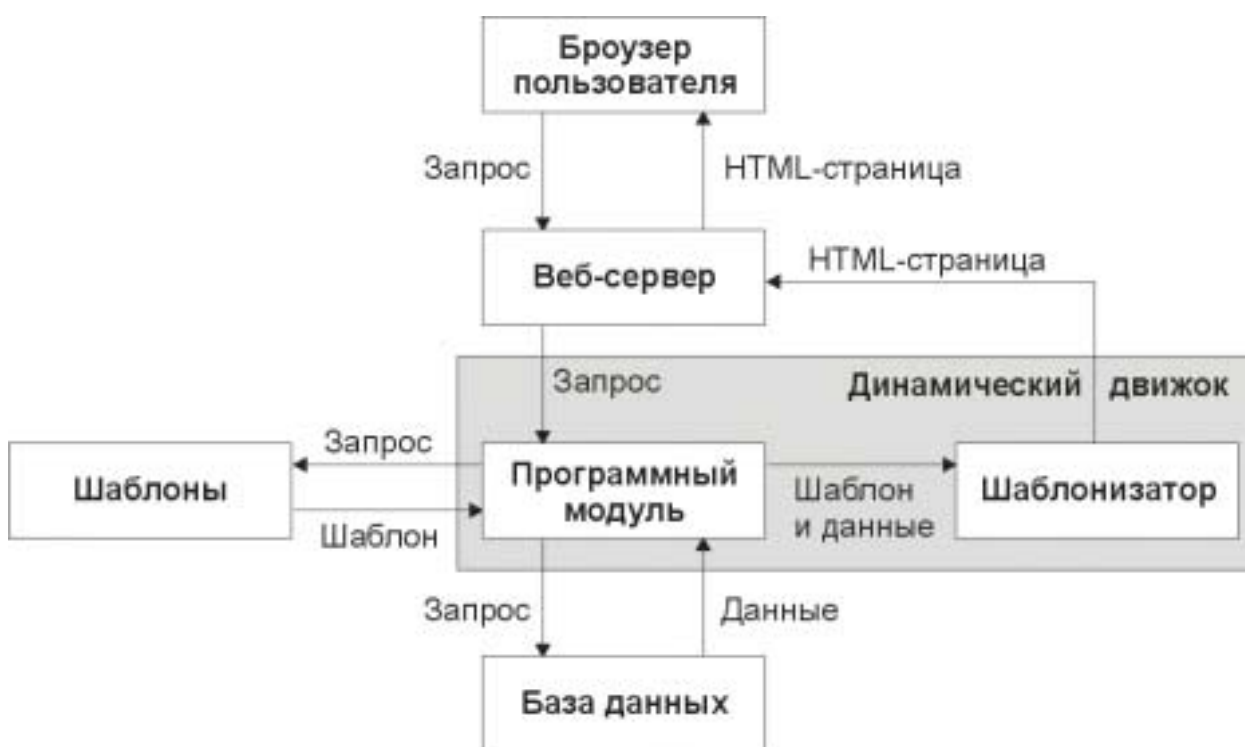 Броузер
пользователя
Запрос
HTML-страница
Веб-сервер
HTML-страница
Запрос
Динамический движок
Запрос
Шаблоны
Программный
модуль
Шаблон
и данные
Шаблонизатор
Шаблон
Запрос
Данные
База данных